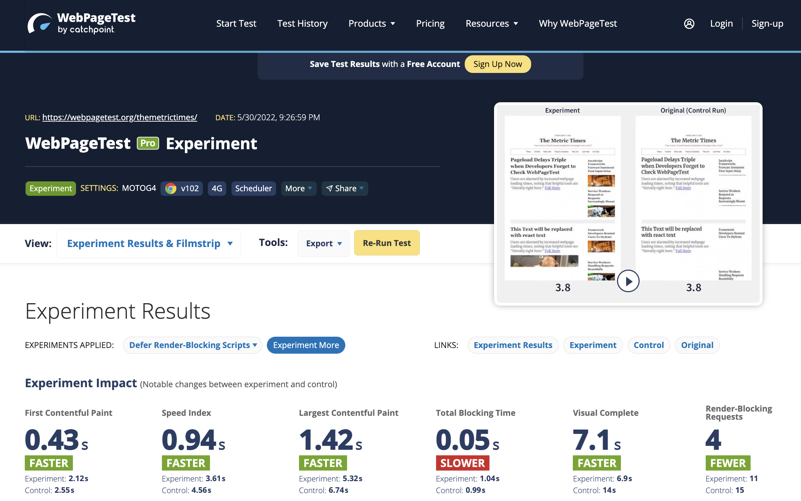 WebPageTest
by catchpoint
Start Test
Test History
Products
Pricing
Resources
Why WebPageTest
Login
Sign-up
Save Test Results with a Free Account
Sign Up Now
URL: https://webpagetest.org/themetrictimes/
DATE: 5/30/2022, 9:26:59 PM
WebPageTest Pro Experiment
Experiment
SETTINGS: MOTOG4
v102
4G
Scheduler
More
Share
Experiment
Original (Control Run)
The Metric Times
The Metric Times
Pageload Delays Triple
when Developers Forget to
Check WebPageTest
Pageload Delays Triple
when Developers Forget to
Check WebPageTest
This Text will be replaced
with react text
This Text will be replaced
with react text
3.8
3.8
View:
Experiment Results & Filmstrip
Tools:
Export
Re-Run Test
Experiment Results
EXPERIMENTS APPLIED:
Defer Render-Blocking Scripts
Experiment More
LINKS:
Experiment Results
Experiment
Control
Original
Experiment Impact (Notable changes between experiment and control)
First Contentful Paint
0.43s
FASTER
Experiment: 2.12s
Control: 2.55s
Speed Index
0.94s
FASTER
Experiment: 3.61s
Control: 4.56s
Largest Contentful Paint
1.42s
FASTER
Experiment: 5.32s
Control: 6.74s
Total Blocking Time
0.05s
SLOWER
Experiment: 1.04s
Control: 0.99s
Visual Complete
7.1s
FASTER
Experiment: 6.9s
Control: 14s
Render-Blocking
Requests
4
FEWER
Experiment: 11
Control: 15